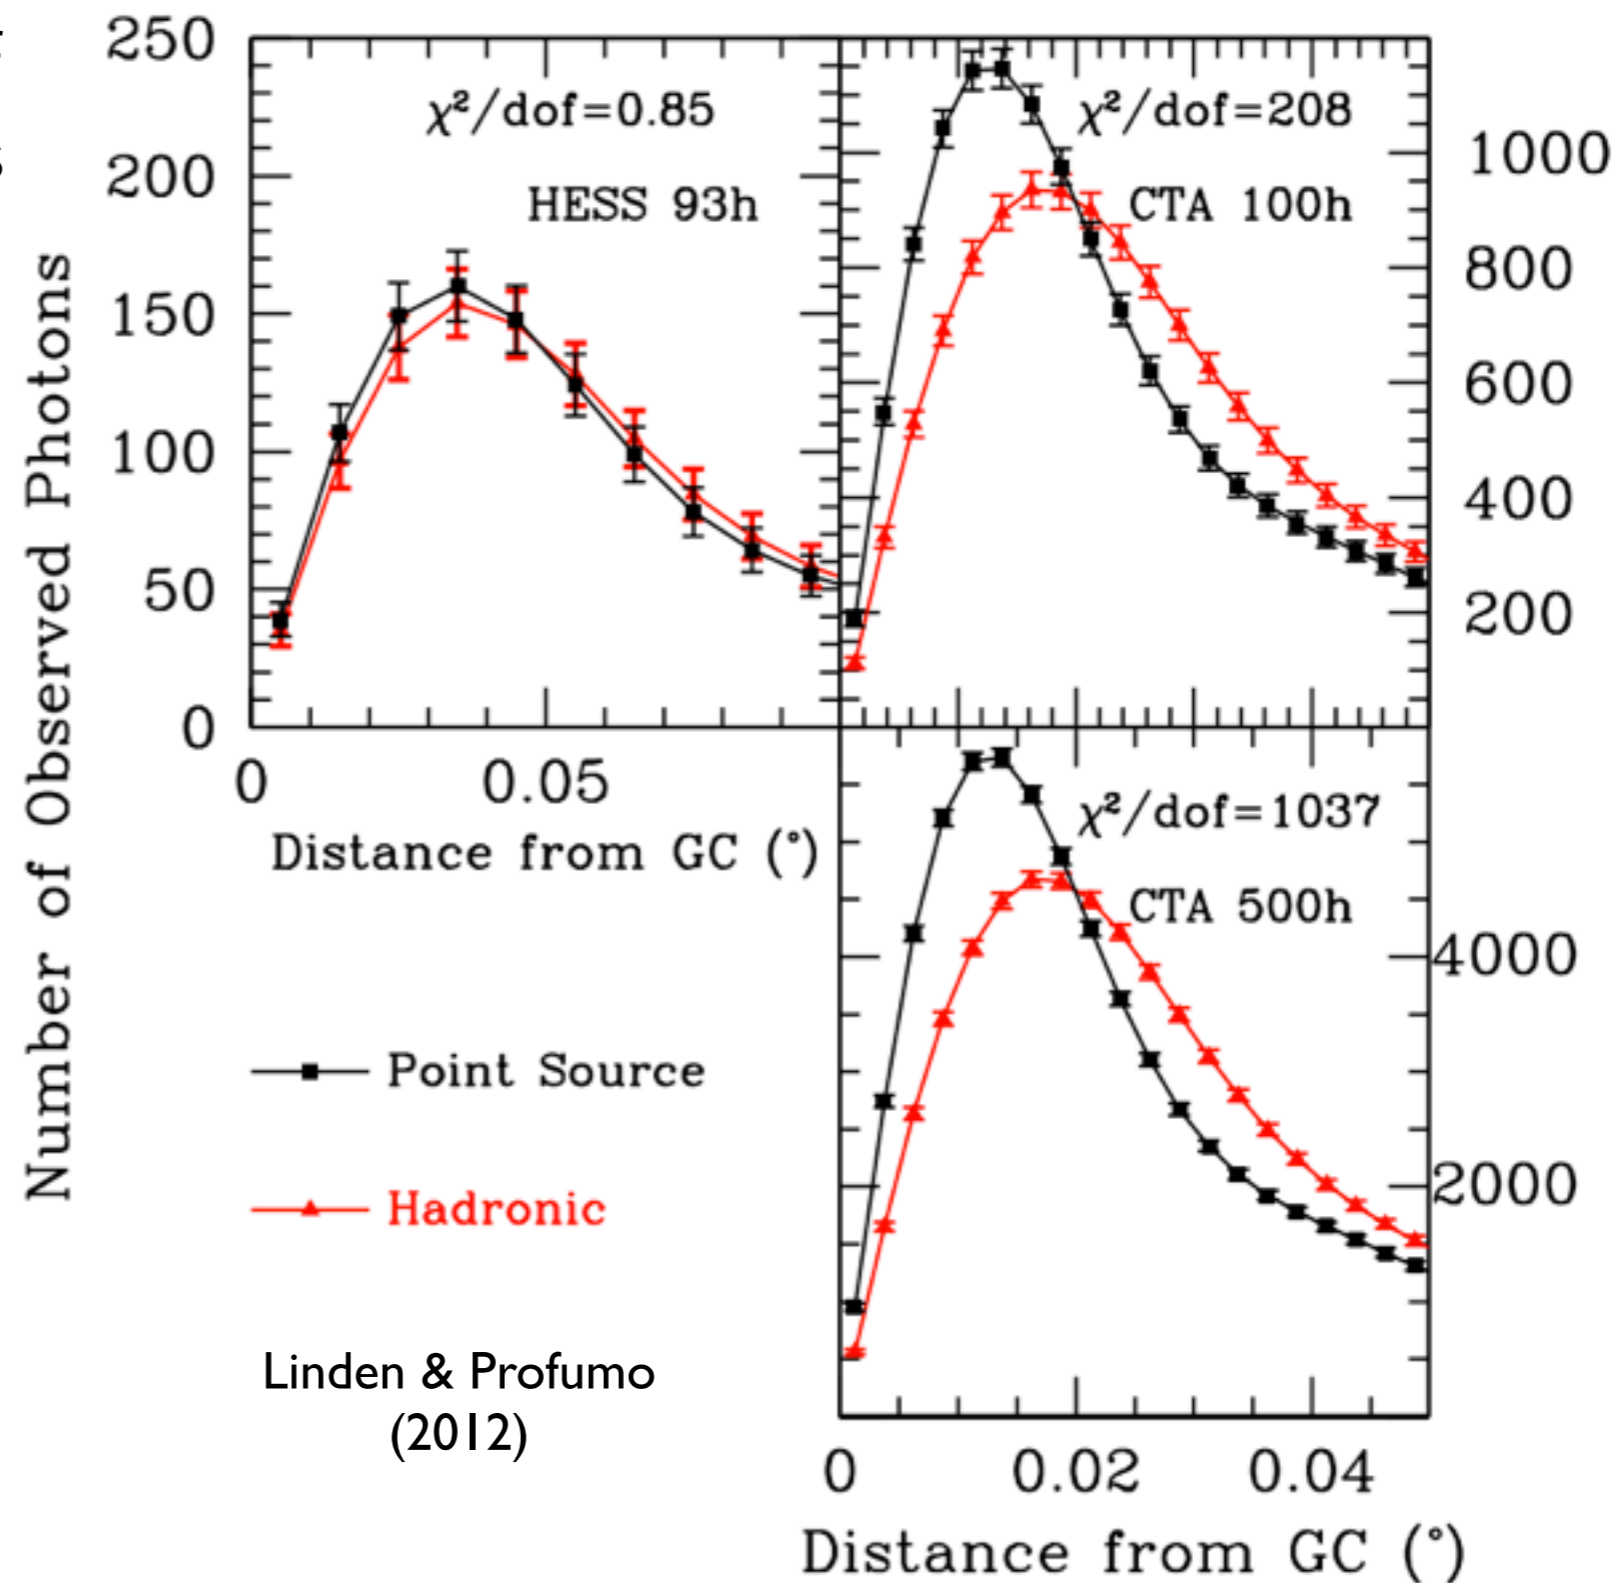 250
200
150
100
50
0
χ²/dof=0.85
HESS 93h
0
0.05
Distance from GC (°)
Number of Observed Photons
χ²/dof=208
CTA 100h
1000
800
600
400
200
χ²/dof=1037
CTA 500h
4000
2000
0
0.02
0.04
Distance from GC (°)
Point Source
Hadronic
Linden & Profumo
(2012)